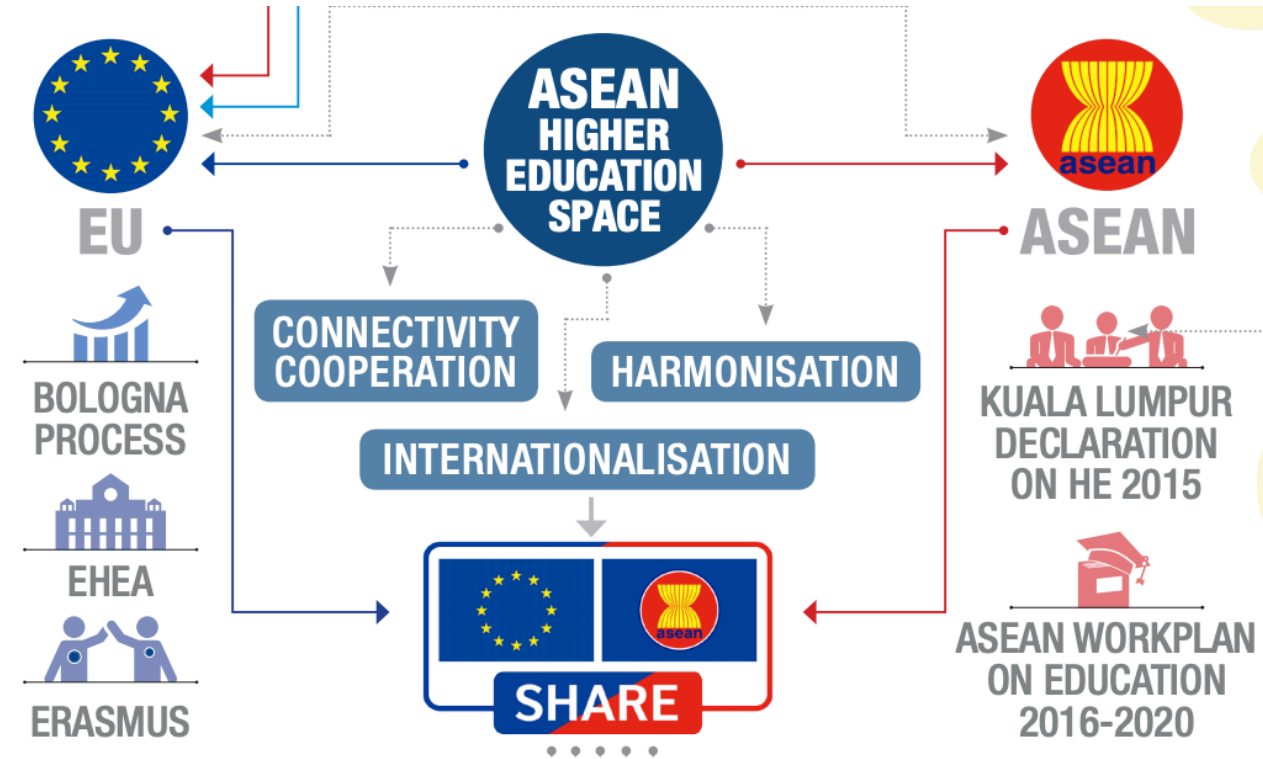 ASEAN
HIGHER
EDUCATION
SPACE
asean
EU
ASEAN
CONNECTIVITY
COOPERATION
HARMONISATION
INTERNATIONALISATION
BOLOGNA
PROCESS
EHEA
ERASMUS
KUALA LUMPUR
DECLARATION
ON HE 2015
ASEAN WORKPLAN
ON EDUCATION
2016-2020
asean
SHARE